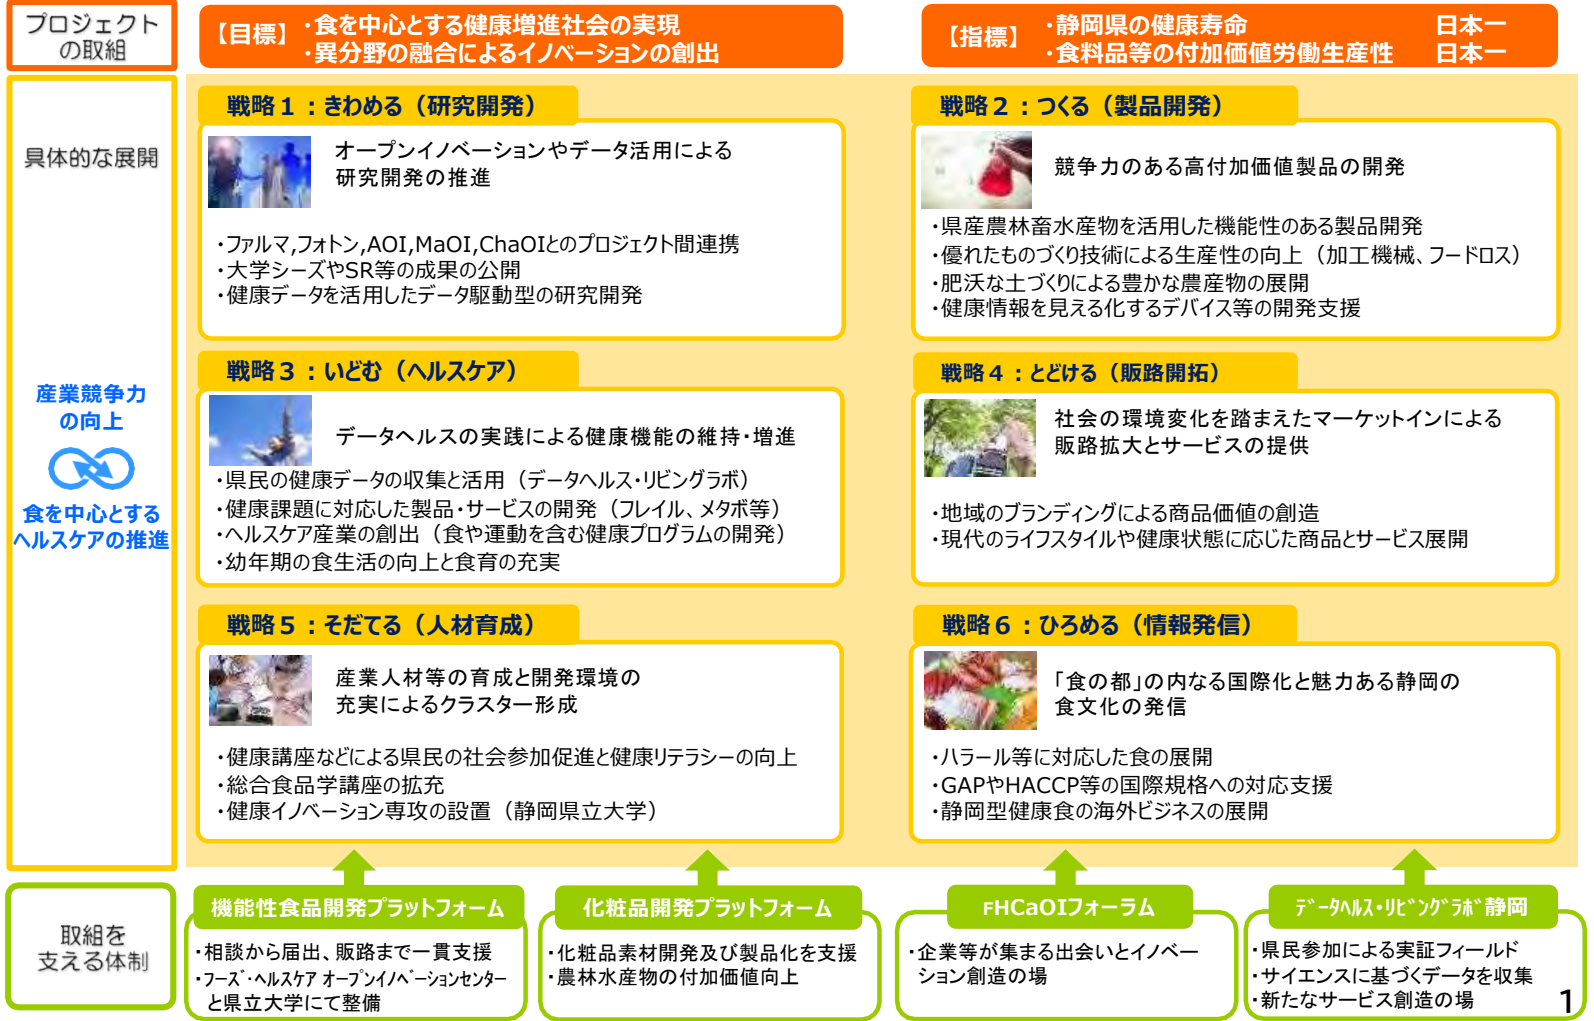 プロジェクト
の取組
【目標】
・食を中心とする健康増進社会の実現
・異分野の融合によるイノベーションの創出
【指標】
・静岡県の健康寿命 日本一
・食料品等の付加価値労働生産性 日本一
具体的な展開
産業競争力
の向上
食を中心とする
ヘルスケアの推進
戦略１：きわめる（研究開発）
オープンイノベーションやデータ活用による
研究開発の推進
・ファルマ,フォトン,AOI,MaOI,ChaOIとのプロジェクト間連携
・大学シーズやSR等の成果の公開
・健康データを活用したデータ駆動型の研究開発
戦略２：つくる（製品開発）
競争力のある高付加価値製品の開発
・県産農林畜水産物を活用した機能性のある製品開発
・優れたものづくり技術による生産性の向上（加工機械、フードロス）
・肥沃な土づくりによる豊かな農産物の展開
・健康情報を見える化するデバイス等の開発支援
戦略３：いどむ（ヘルスケア）
データヘルスの実践による健康機能の維持・増進
・県民の健康データの収集と活用（データヘルス・リビングラボ）
・健康課題に対応した製品・サービスの開発（フレイル、メタボ等）
・ヘルスケア産業の創出（食や運動を含む健康プログラムの開発）
・幼年期の食生活の向上と食育の充実
戦略４：とどける（販路開拓）
社会の環境変化を踏まえたマーケットインによる
販路拡大とサービスの提供
・地域のブランディングによる商品価値の創造
・現代のライフスタイルや健康状態に応じた商品とサービス展開
戦略５：そだてる（人材育成）
産業人材等の育成と開発環境の
充実によるクラスター形成
・健康講座などによる県民の社会参加促進と健康リテラシーの向上
・総合食品学講座の拡充
・健康イノベーション専攻の設置（静岡県立大学）
戦略６：ひろめる（情報発信）
「食の都」の内なる国際化と魅力ある静岡の
食文化の発信
・ハラール等に対応した食の展開
・GAPやHACCP等の国際規格への対応支援
・静岡型健康食の海外ビジネスの展開
取組を
支える体制
機能性食品開発プラットフォーム
・相談から届出、販路まで一貫支援
・ﾌｰｽﾞ･ヘルスケア オープンイノベーションセンター
と県立大学にて整備
化粧品開発プラットフォーム
・化粧品素材開発及び製品化を支援
・農林水産物の付加価値向上
FHCaOIフォーラム
・企業等が集まる出会いとイノベー
ション創造の場
ﾃﾞｰﾀﾍﾙｽ・ﾘﾋﾞﾝｸﾞﾗﾎﾞ静岡
・県民参加による実証フィールド
・サイエンスに基づくデータを収集
・新たなサービス創造の場
1